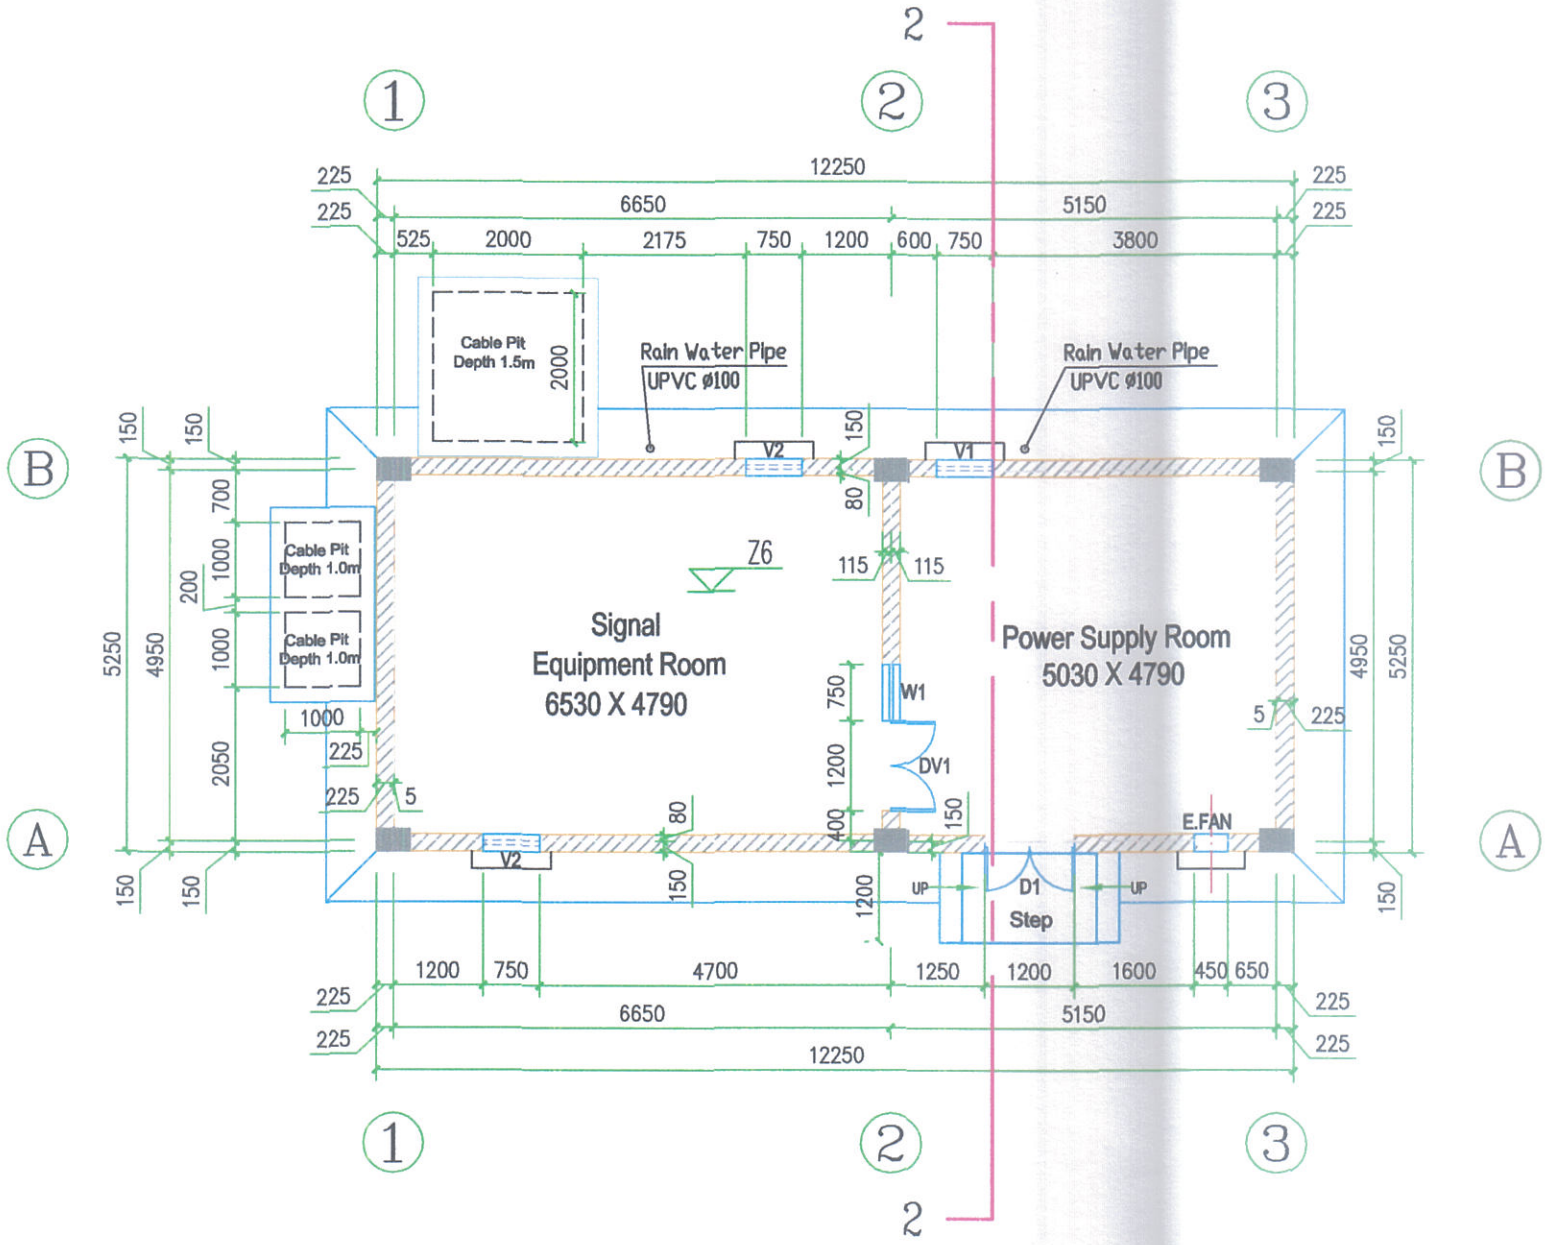 2
1
2
3
12250
225
225
6650
5150
225
225
525
2000
2175
750
1200
600
750
3800
Cable Pit
Depth 1.5m
2000
Rain Water Pipe
UPVC ø100
Rain Water Pipe
UPVC ø100
150
150
150
V2
V1
150
B
B
700
80
Cable Pit
Depth 1.0m
1000
200
Z6
115
115
Signal
Equipment Room
6530 X 4790
Power Supply Room
5030 X 4790
Cable Pit
Depth 1.0m
1000
5250
4950
4950
5250
750
W1
1000
225
5
225
2050
1200
DV1
225
5
80
400
150
E.FAN
A
A
V2
150
150
150
1200
UP
D1
UP
Step
150
1200
750
4700
1250
1200
1600
450
650
225
225
6650
5150
225
225
12250
1
2
3
2